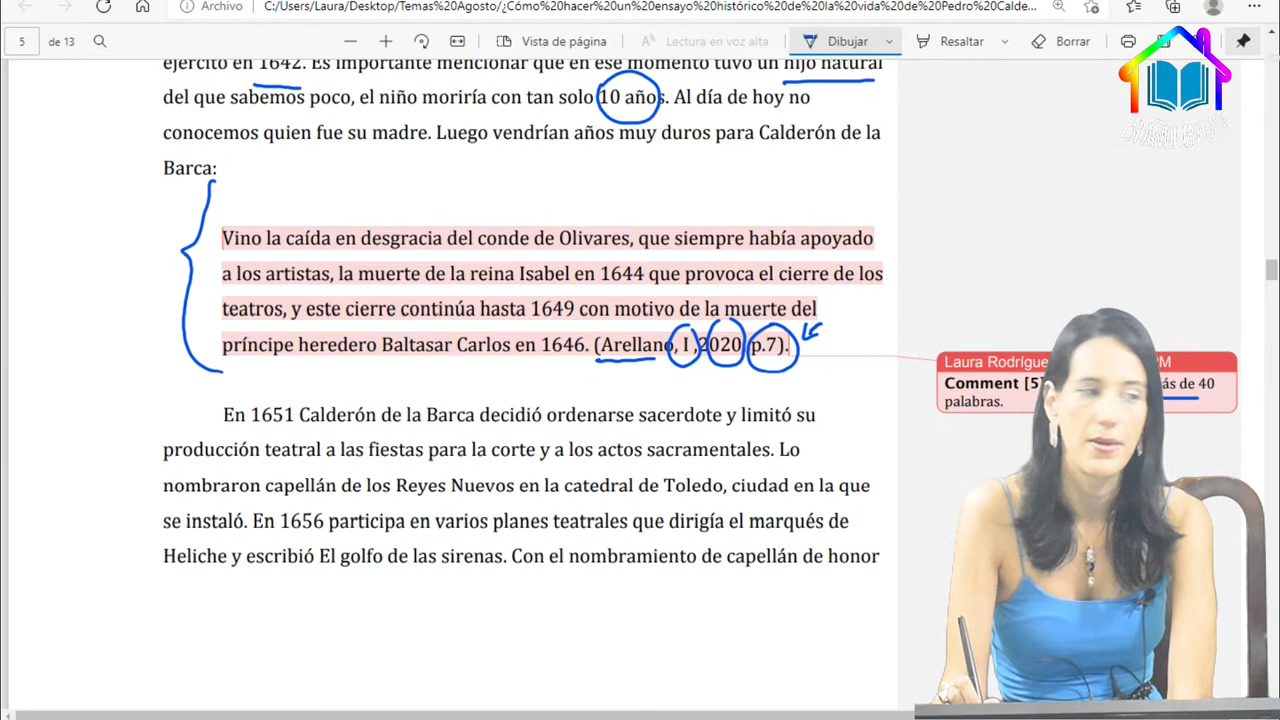 Archivo C:/Users/Laura/Desktop/Temas%20Agosto/¿Cómo%20hacer%20un%20ensayo%20histórico%20de%20la%20vida%20de%20Pedro%20Calde...
5 de 13 Vista de página Lectura en voz alta Dibujar Resaltar Borrar
ejército en 1642. Es importante mencionar que en ese momento tuvo un hijo natural
del que sabemos poco, el niño moriría con tan solo 10 años. Al día de hoy no
conocemos quien fue su madre. Luego vendrían años muy duros para Calderón de la
Barca:
Vino la caída en desgracia del conde de Olivares, que siempre había apoyado
a los artistas, la muerte de la reina Isabel en 1644 que provoca el cierre de los
teatros, y este cierre continúa hasta 1649 con motivo de la muerte del
príncipe heredero Baltasar Carlos en 1646. (Arellano, I ,2020 p.7).
Laura Rodrígue PM
Comment [5] ás de 40
palabras.
En 1651 Calderón de la Barca decidió ordenarse sacerdote y limitó su
producción teatral a las fiestas para la corte y a los actos sacramentales. Lo
nombraron capellán de los Reyes Nuevos en la catedral de Toledo, ciudad en la que
se instaló. En 1656 participa en varios planes teatrales que dirigía el marqués de
Heliche y escribió El golfo de las sirenas. Con el nombramiento de capellán de honor